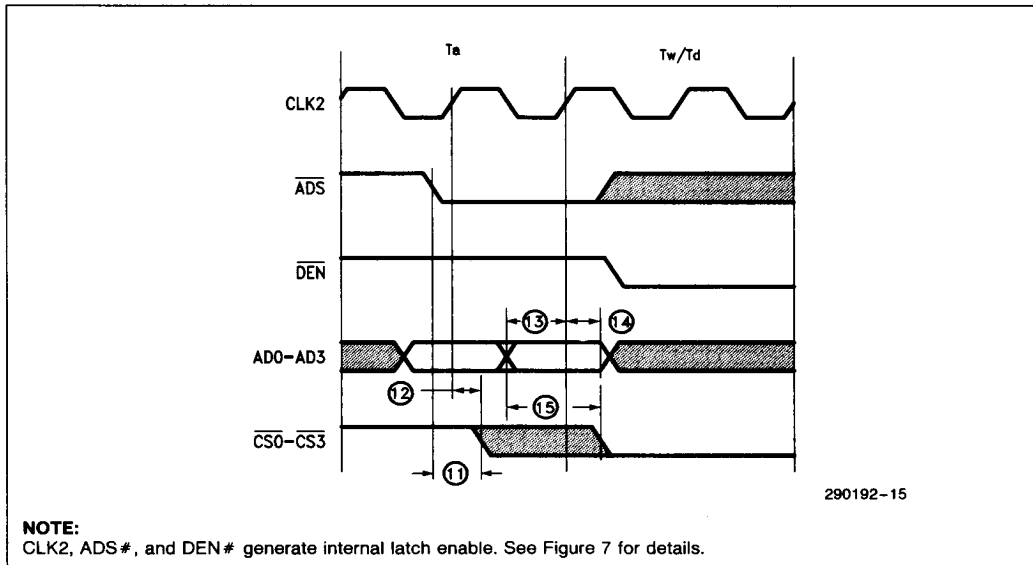 Ta Tw/Td
CLK2
ADS
DEN
13 14
AD0-AD3
12
15
CS0-CS3
11
290192-15
NOTE:
CLK2, ADS#, and DEN# generate internal latch enable. See Figure 7 for details.